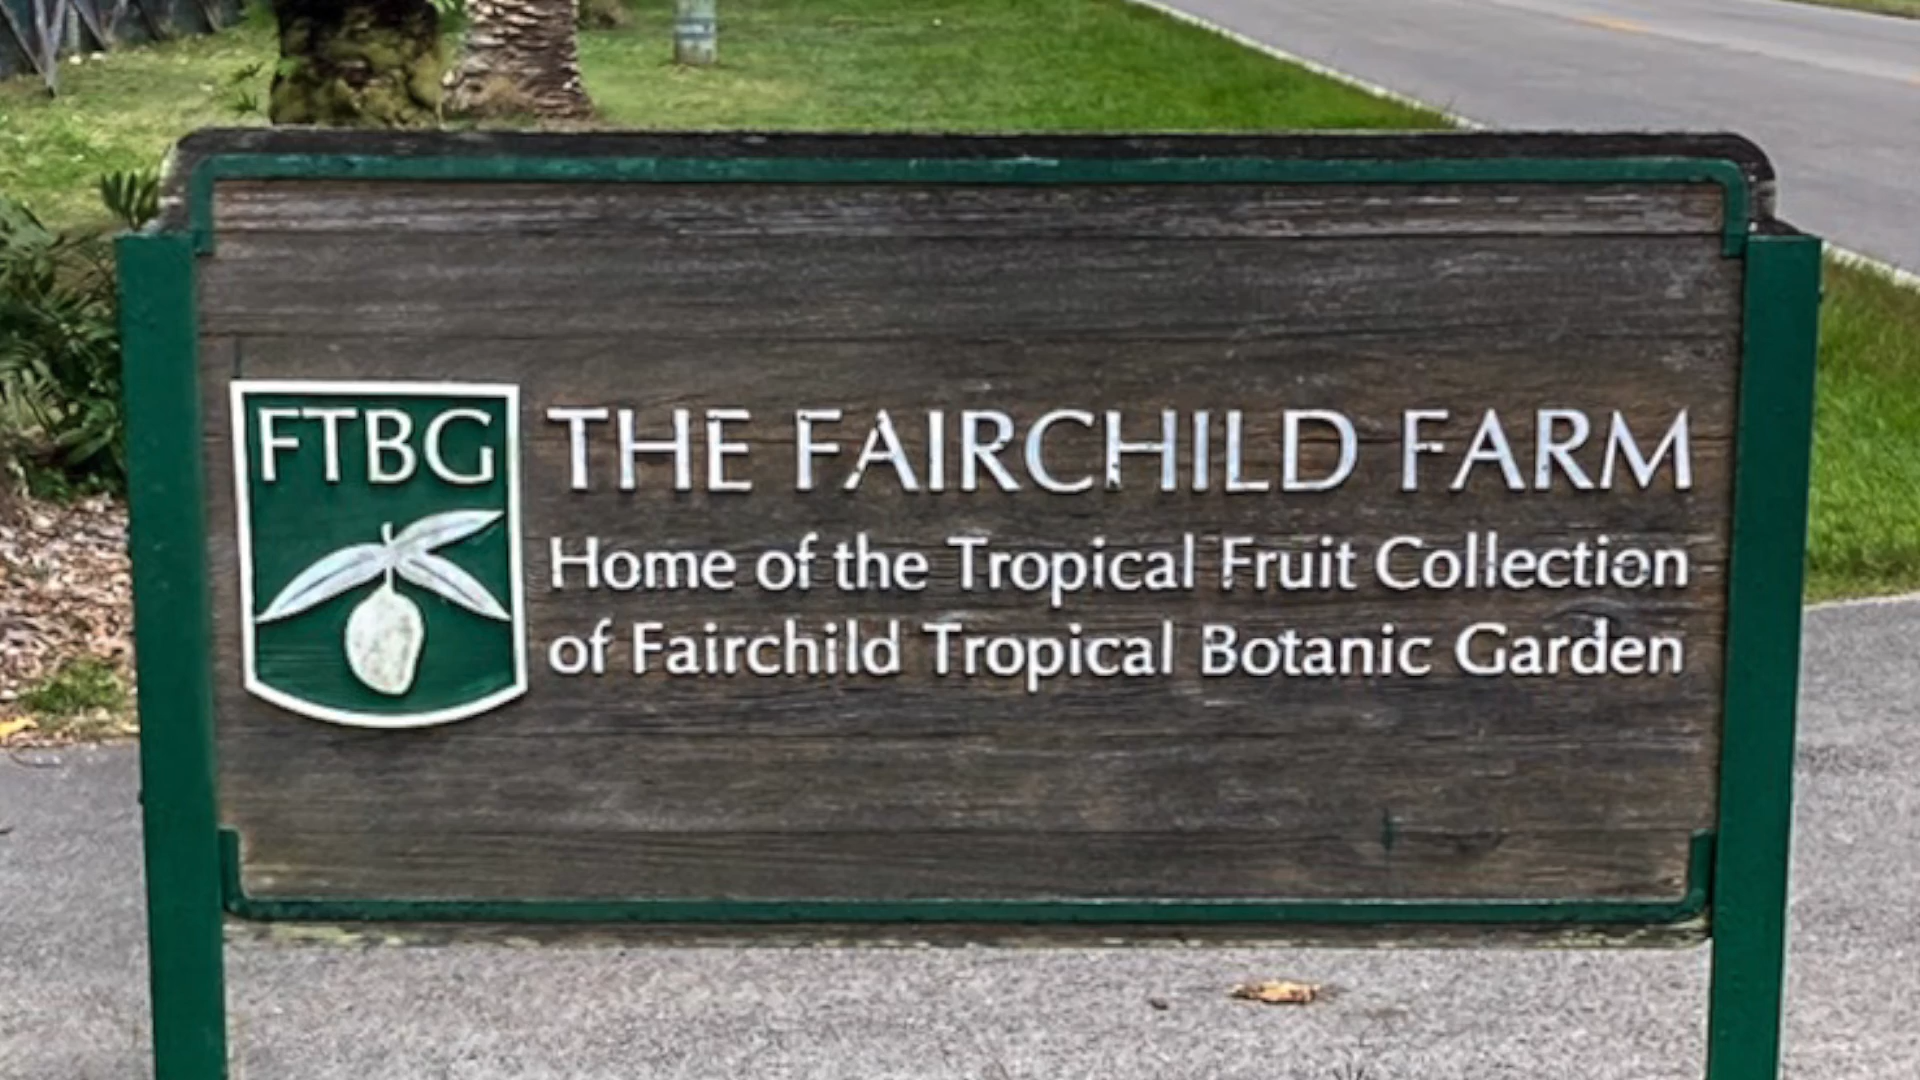 FTBG
THE FAIRCHILD FARM
Home of the Tropical Fruit Collection
of Fairchild Tropical Botanic Garden